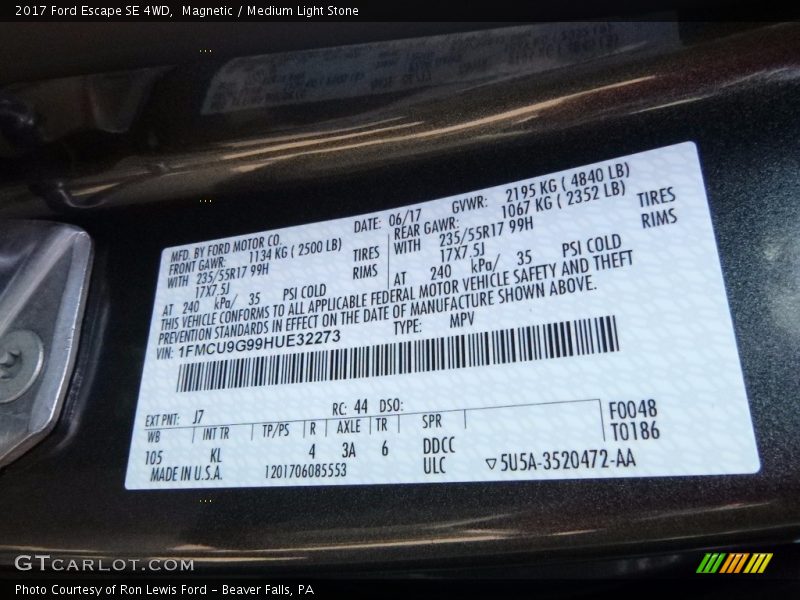 2017 Ford Escape SE 4WD,  Magnetic / Medium Light Stone
MFD. BY FORD MOTOR CO.
DATE: 06/17 GVWR: 2195 KG ( 4840 LB)
FRONT GAWR: 1134 KG ( 2500 LB)
REAR GAWR: 1067 KG ( 2352 LB)
WITH 235/55R17 99H TIRES
WITH 235/55R17 99H TIRES
17X7.5J RIMS
17X7.5J RIMS
AT 240 kPa/ 35 PSI COLD
AT 240 kPa/ 35 PSI COLD
THIS VEHICLE CONFORMS TO ALL APPLICABLE FEDERAL MOTOR VEHICLE SAFETY AND THEFT
PREVENTION STANDARDS IN EFFECT ON THE DATE OF MANUFACTURE SHOWN ABOVE.
VIN: 1FMCU9G99HUE32273 TYPE: MPV
EXT PNT: J7 RC: 44 DSO:
WB INT TR TP/PS R AXLE TR SPR
F0048
T0186
105 KL 4 3A 6 DDCC
MADE IN U.S.A. 1201706085553 ULC ▽5U5A-3520472-AA
GTCARLOT.COM
Photo Courtesy of Ron Lewis Ford – Beaver Falls, PA